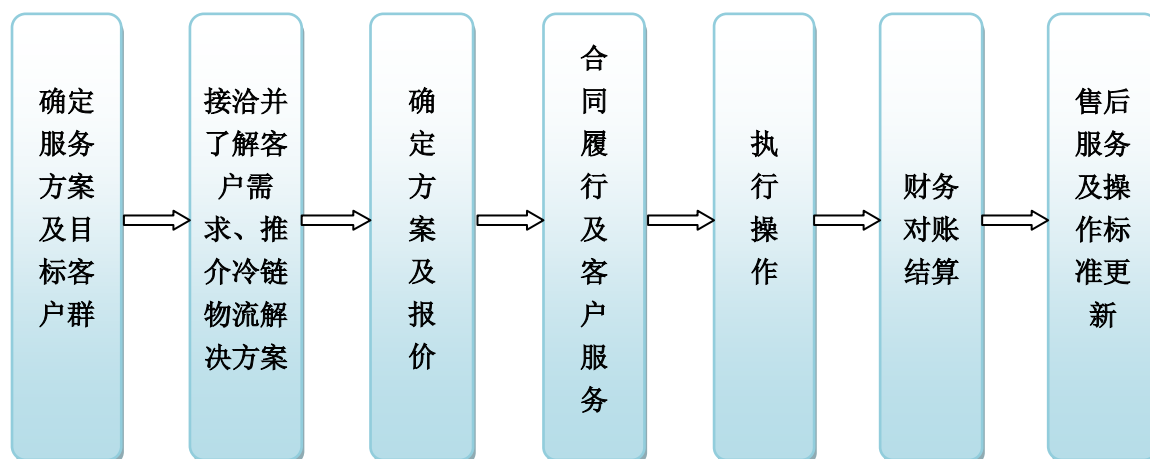 确定
服务
方案
及目
标客
户群
接洽并
了解客
户需
求、推
介冷链
物流解
决方案
确
定
方
案
及
报
价
合
同
履
行
及
客
户
服
务
执
行
操
作
财务
对账
结算
售后
服务
及操
作标
准更
新